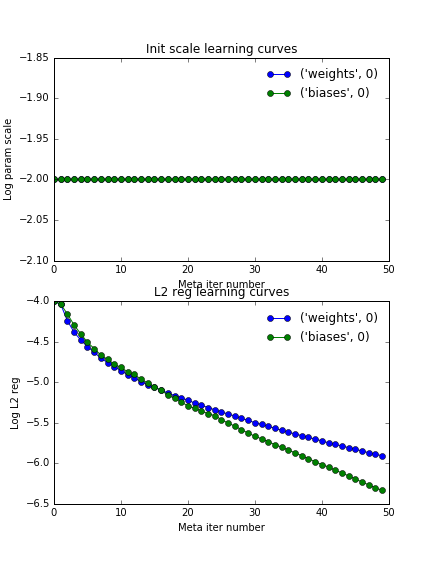 Init scale learning curves
−1.85
−1.90
−1.95
−2.00
−2.05
−2.10
Log param scale
('weights', 0)
('biases', 0)
0 10 20 30 40 50
Meta iter number
L2 reg learning curves
−4.0
−4.5
−5.0
−5.5
−6.0
−6.5
Log L2 reg
('weights', 0)
('biases', 0)
0 10 20 30 40 50
Meta iter number